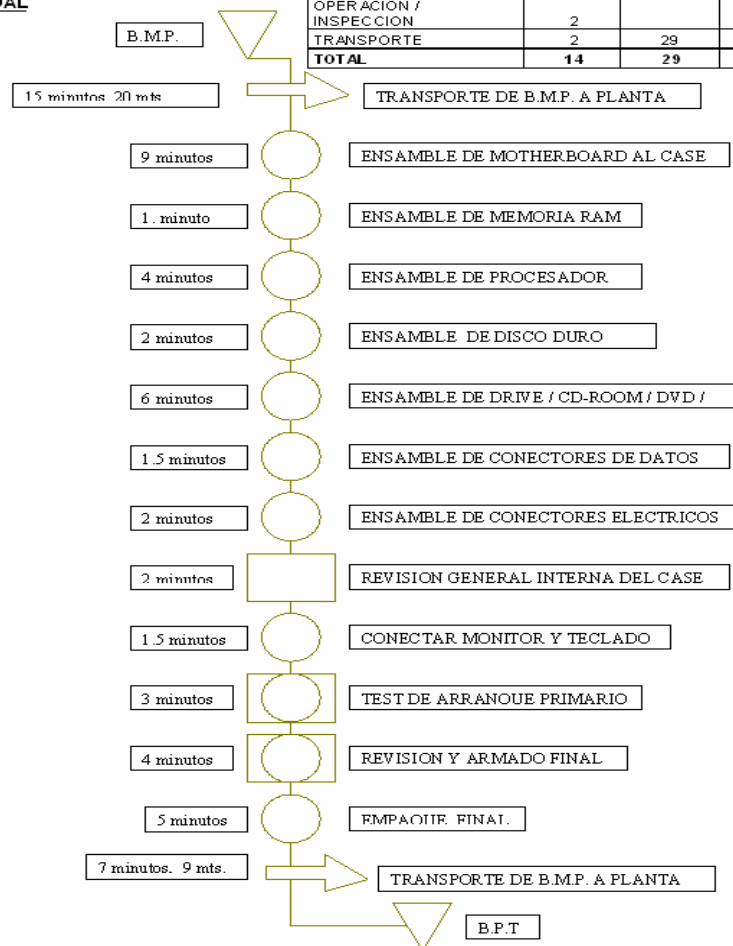 OPERACION /
INSPECCION 2
TRANSPORTE 2 29
TOTAL 14 29
B.M.P.
15 minutos 20 mts
TRANSPORTE DE B.M.P. A PLANTA
9 minutos
ENSAMBLE DE MOTHERBOARD AL CASE
1. minuto
ENSAMBLE DE MEMORIA RAM
4 minutos
ENSAMBLE DE PROCESADOR
2 minutos
ENSAMBLE DE DISCO DURO
6 minutos
ENSAMBLE DE DRIVE / CD-ROOM / DVD /
1.5 minutos
ENSAMBLE DE CONECTORES DE DATOS
2 minutos
ENSAMBLE DE CONECTORES ELECTRICOS
2 minutos
REVISION GENERAL INTERNA DEL CASE
1.5 minutos
CONECTAR MONITOR Y TECLADO
3 minutos
TEST DE ARRANQUE PRIMARIO
4 minutos
REVISION Y ARMADO FINAL
5 minutos
EMPAQUE FINAL
7 minutos. 9 mts.
TRANSPORTE DE B.M.P. A PLANTA
B.P.T